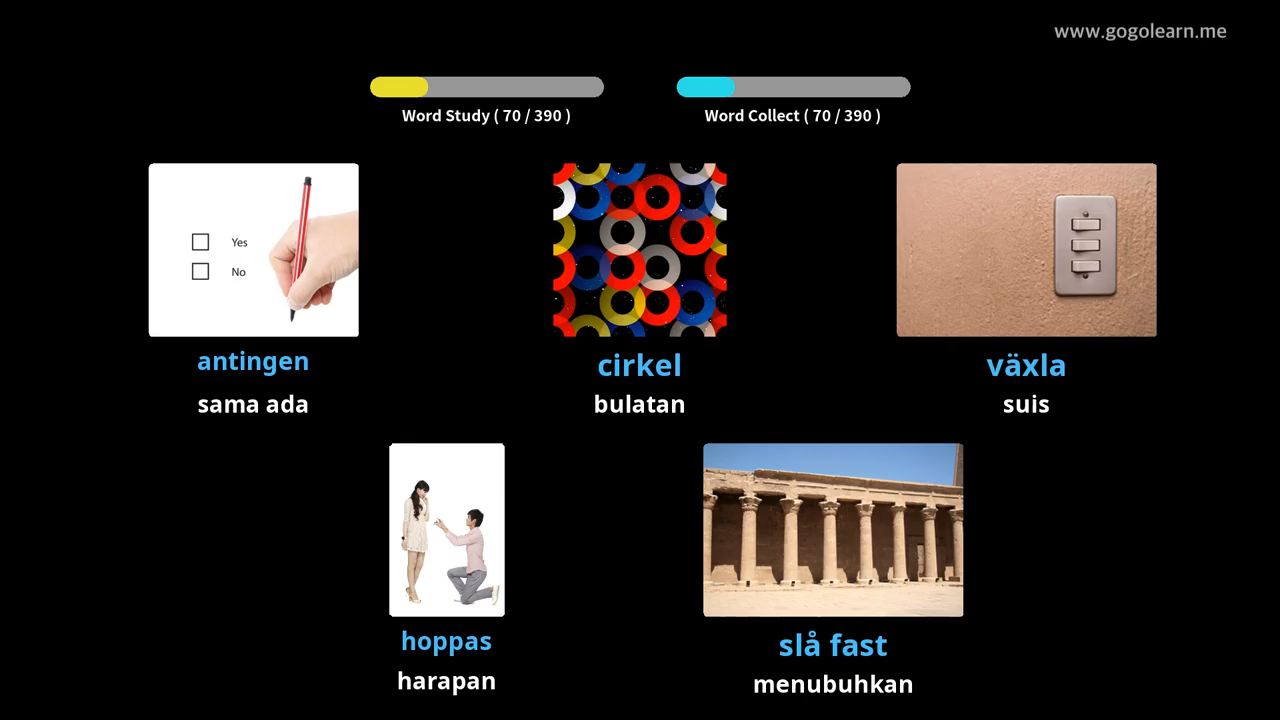 www.gogolearn.me
Word Study ( 70 / 390 )
Word Collect ( 70 / 390 )
Yes
No
antingen
sama ada
cirkel
bulatan
växla
suis
hoppas
harapan
slå fast
menubuhkan